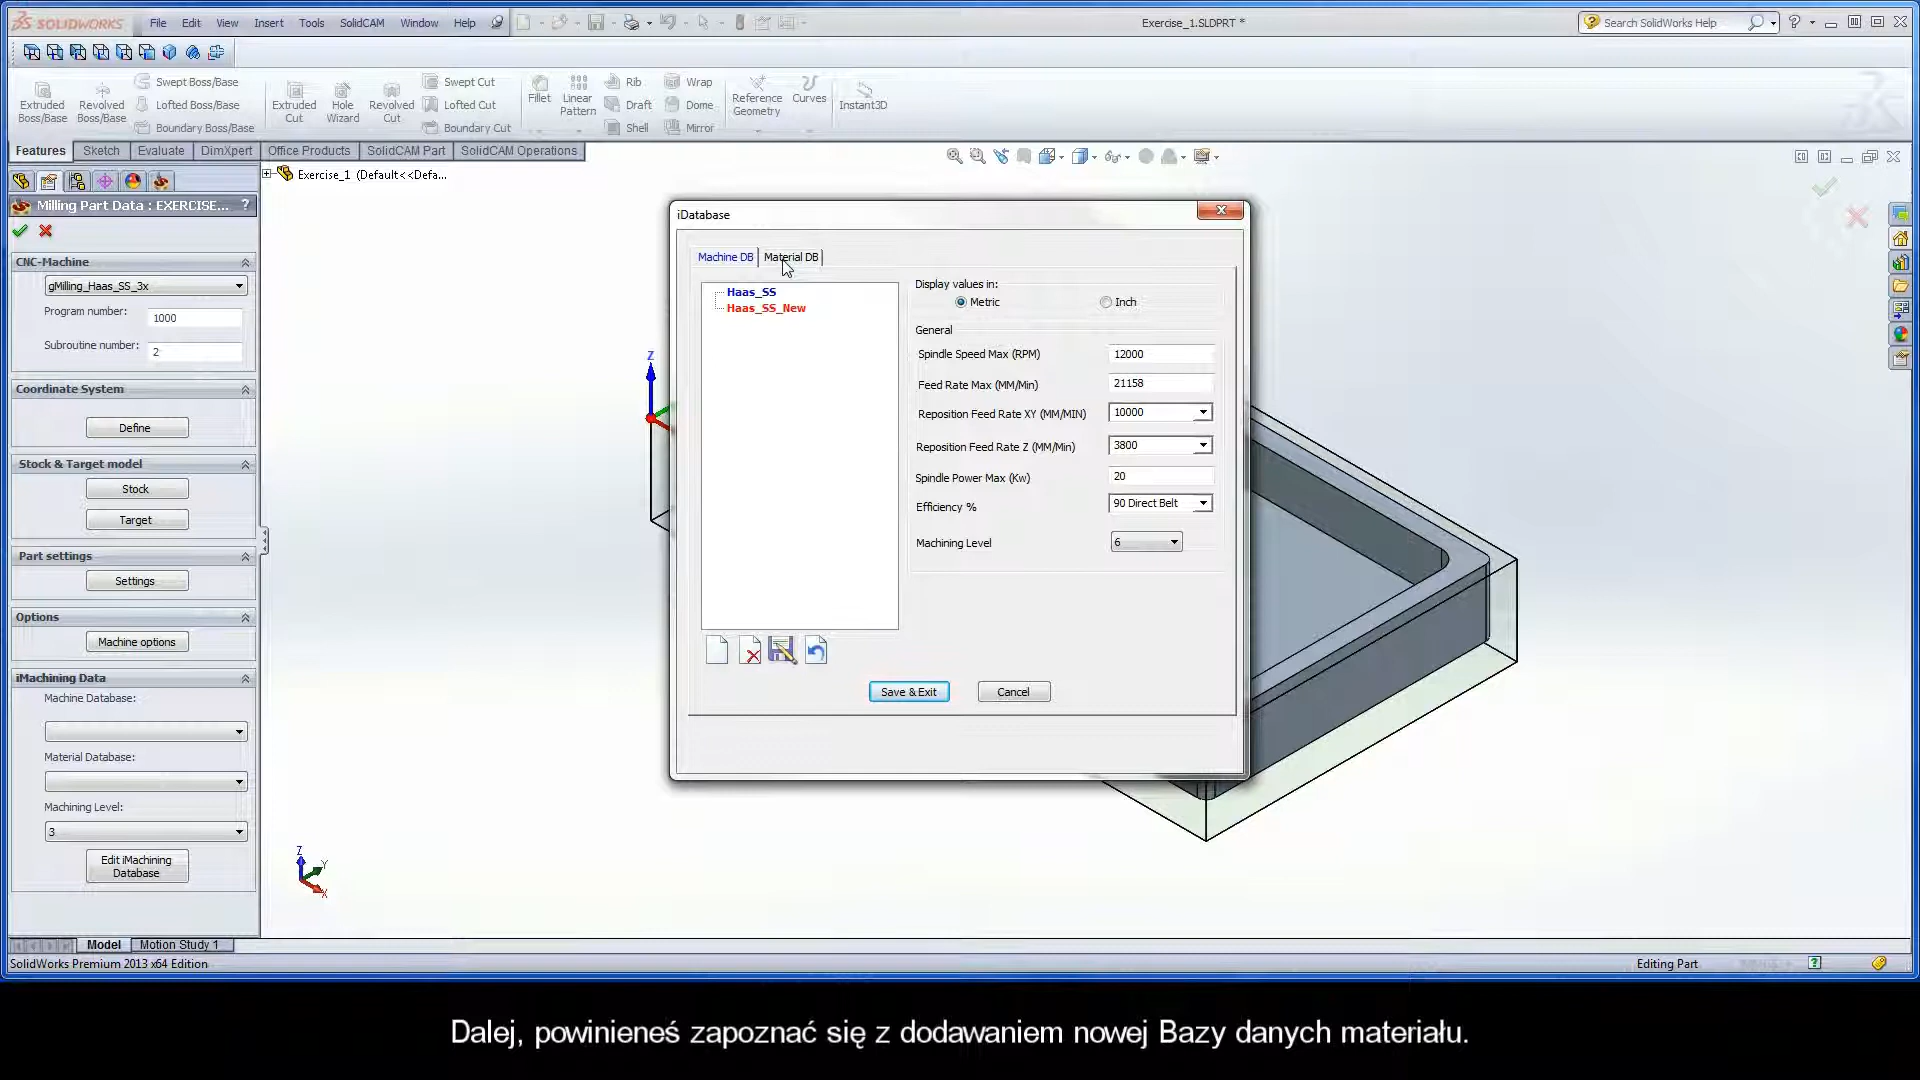 SOLIDWORKS File Edit View Insert Tools SolidCAM Window Help Exercise_1.SLDPRT * Search SolidWorks Help
Extruded Boss/Base Revolved Boss/Base Swept Boss/Base Lofted Boss/Base Boundary Boss/Base
Extruded Cut Hole Wizard Revolved Cut Swept Cut Lofted Cut Boundary Cut
Fillet Linear Pattern Rib Draft Shell Wrap Dome Mirror Reference Geometry Curves Instant3D
Features Sketch Evaluate DimXpert Office Products SolidCAM Part SolidCAM Operations
Exercise_1 (Default<<Defa...
Milling Part Data : EXERCISE... ?
CNC-Machine
gMilling_Haas_SS_3x
Program number: 1000
Subroutine number: 2
Coordinate System
Define
Stock & Target model
Stock
Target
Part settings
Settings
Options
Machine options
iMachining Data
Machine Database:
Material Database:
Machining Level:
3
Edit iMachining
Database
iDatabase
Machine DB Material DB
Haas_SS
Haas_SS_New
Display values in:
Metric Inch
General
Spindle Speed Max (RPM) 12000
Feed Rate Max (MM/Min) 21158
Reposition Feed Rate XY (MM/MIN) 10000
Reposition Feed Rate Z (MM/Min) 3800
Spindle Power Max (Kw) 20
Efficiency % 90 Direct Belt
Machining Level 6
Save & Exit Cancel
Z
Z
Y
X
Model Motion Study 1
SolidWorks Premium 2013 x64 Edition Editing Part
Dalej, powinieneś zapoznać się z dodawaniem nowej Bazy danych materiału.